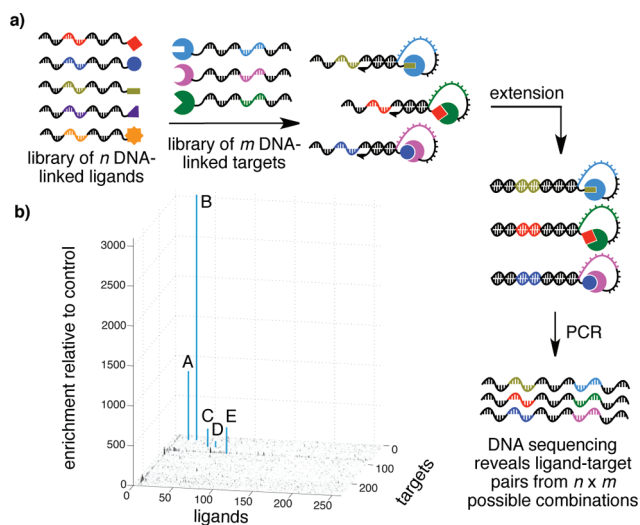 a)
library of n DNA-
linked ligands
library of m DNA-
linked targets
extension
PCR
DNA sequencing
reveals ligand-target
pairs from n x m
possible combinations
b)
enrichment relative to control
3000
2500
2000
1500
1000
500
0
A
B
C
D
E
0
50
100
150
200
250
ligands
0
100
200
targets